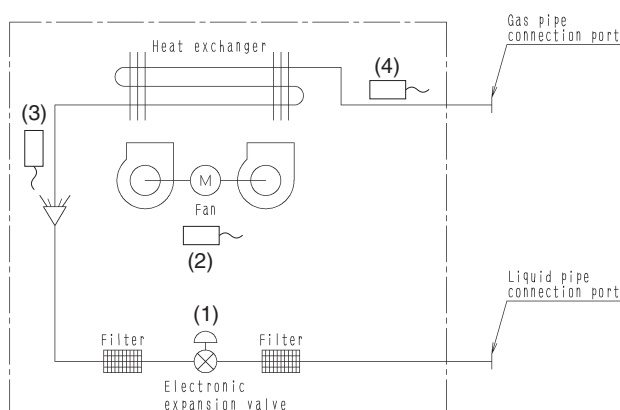 Gas pipe
connection port
Heat exchanger
(4)
(3)
M
Fan
(2)
Liquid pipe
connection port
(1)
Filter
Filter
Electronic
expansion valve